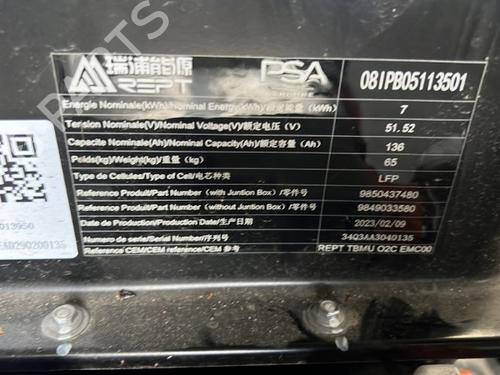 瑞浦能源
REPT
PSA
081PB05113501
Energie Nominale(kWh)/Nominal Energy(kWh)/额定能量(kWh) 7
Tension Nominale(V)/Nominal Voltage(V)/额定电压(V) 51.52
Capacite Nominale(Ah)/Nominal Capacity(Ah)/额定容量(Ah) 136
Pcids(kg)/Weight(kg)/重量(kg) 65
Type de Cellules/Type of Cell/电芯种类 LFP
Reference Produit/Part Number (with Juntion Box)/零件号 9850437480
Reference Produit/Part Number (without Juntion Box)/零件号 9849033580
Date de Production/Production Date/生产日期 2023/02/09
Numero de serie/Serial Number/序列号 34Q3AA3040135
Reference CEM/CEM reference/EMC 参考 REPT TBMU O2C EMC00